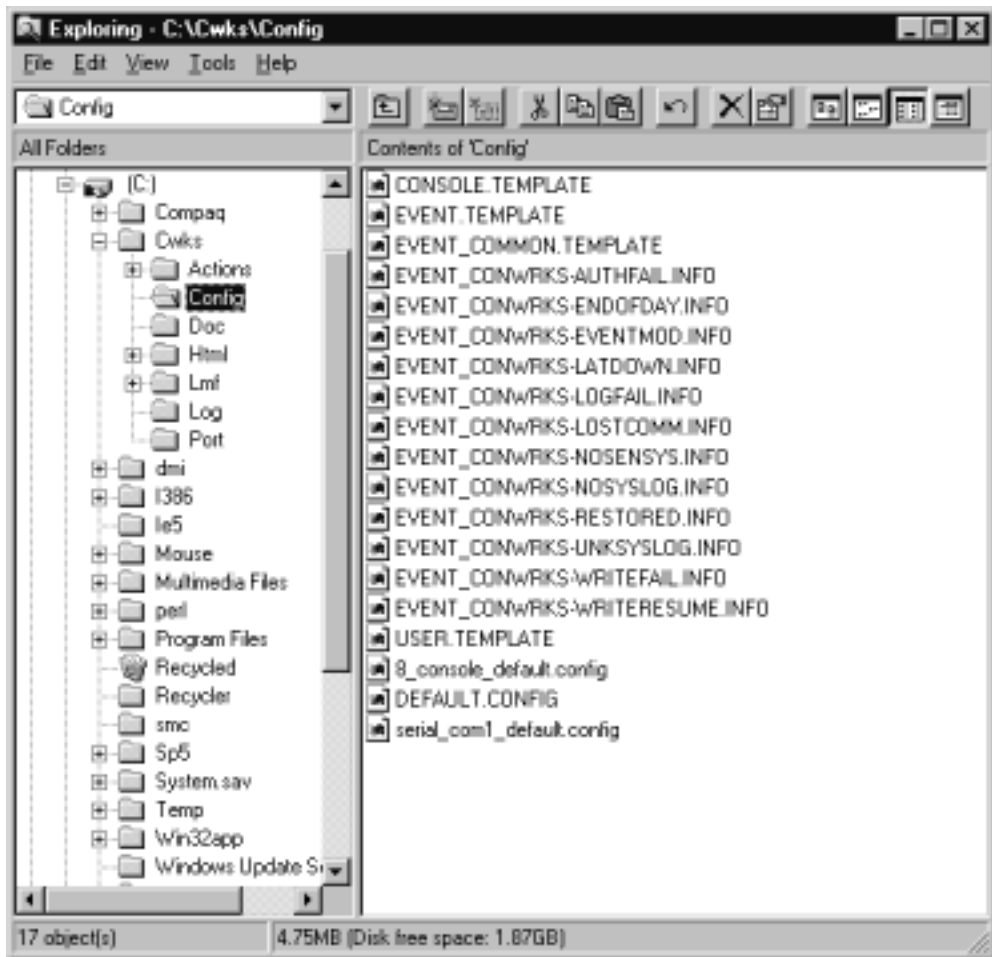 Exploring - C:\Cwks\Config
File Edit View Tools Help
Config
All Folders
Contents of 'Config'
(C:)
Compaq
Cwks
Actions
Config
Doc
Html
Lmf
Log
Port
dmi
I386
Ie5
Mouse
Multimedia Files
perl
Program Files
Recycled
Recycler
smc
Sp5
System.sav
Temp
Win32app
Windows Update S
CONSOLE.TEMPLATE
EVENT.TEMPLATE
EVENT_COMMON.TEMPLATE
EVENT_CONWRKS-AUTHFAIL.INFO
EVENT_CONWRKS-ENDOFDAY.INFO
EVENT_CONWRKS-EVENTMOD.INFO
EVENT_CONWRKS-LATDOWN.INFO
EVENT_CONWRKS-LOGFAIL.INFO
EVENT_CONWRKS-LOSTCOMM.INFO
EVENT_CONWRKS-NOSENSYS.INFO
EVENT_CONWRKS-NOSYSLOG.INFO
EVENT_CONWRKS-RESTORED.INFO
EVENT_CONWRKS-UNKSYSLOG.INFO
EVENT_CONWRKS-WRITEFAIL.INFO
EVENT_CONWRKS-WRITERESUME.INFO
USER.TEMPLATE
8_console_default.config
DEFAULT.CONFIG
serial_com1_default.config
17 object(s)
4.75MB (Disk free space: 1.87GB)